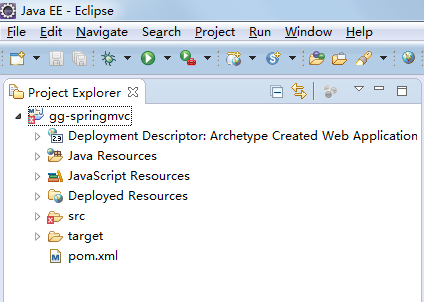 Java EE - Eclipse
File Edit Navigate Search Project Run Window Help
Project Explorer
gg-springmvc
Deployment Descriptor: Archetype Created Web Application
Java Resources
JavaScript Resources
Deployed Resources
src
target
pom.xml